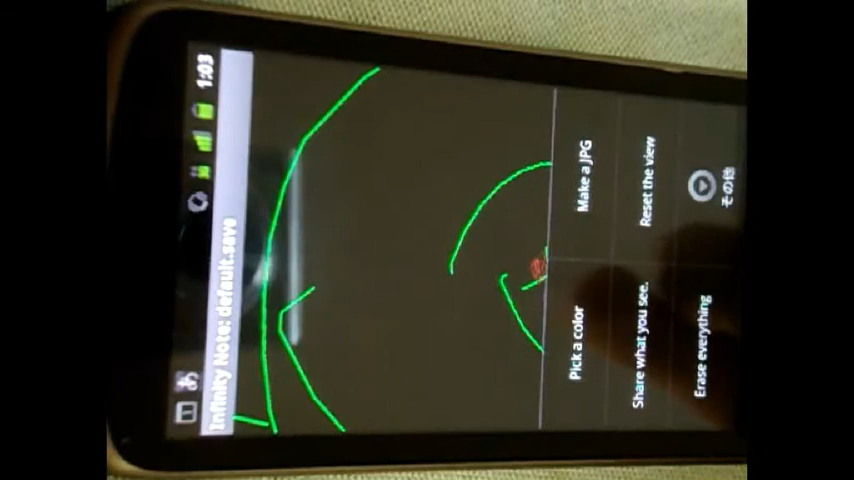 あ 1:03
Infinity Note: default.save
Pick a color
Make a JPG
Share what you see.
Reset the view
Erase everything
その他